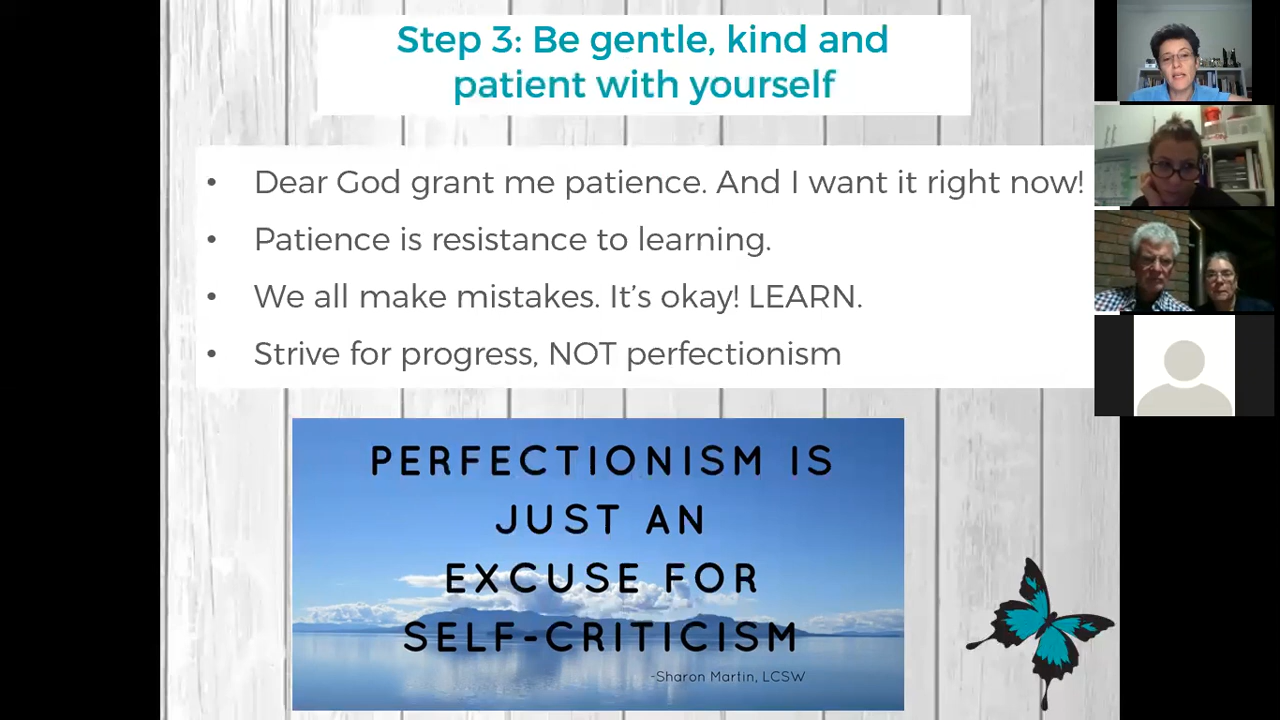 Step 3: Be gentle, kind and
patient with yourself
• Dear God grant me patience. And I want it right now!
• Patience is resistance to learning.
• We all make mistakes. It’s okay! LEARN.
• Strive for progress, NOT perfectionism
PERFECTIONISM IS
JUST AN
EXCUSE FOR
SELF-CRITICISM
-Sharon Martin, LCSW